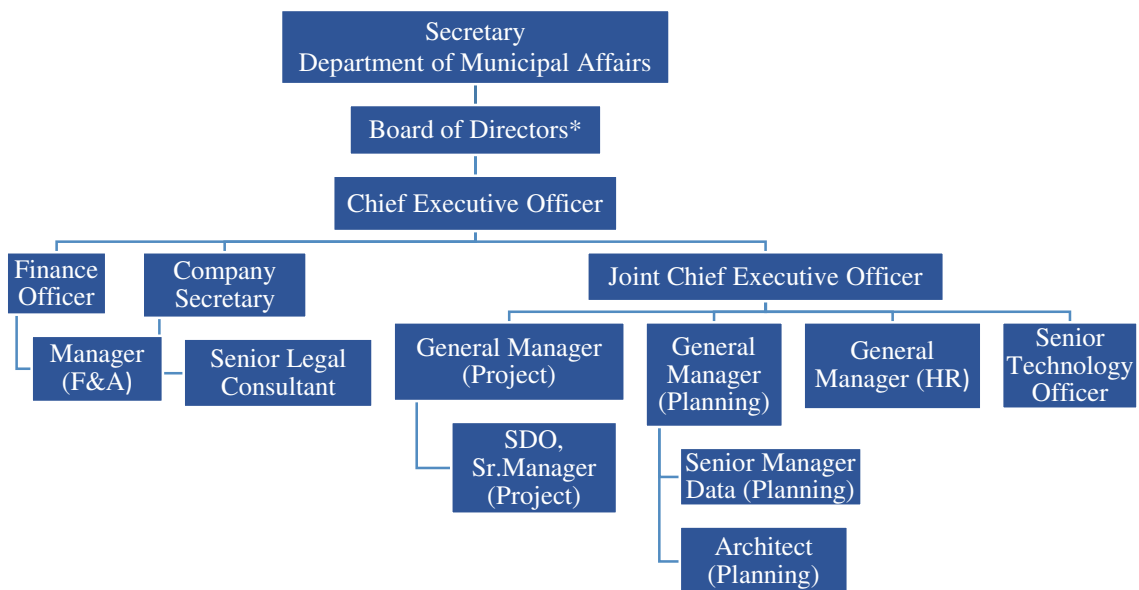 Secretary
Department of Municipal Affairs
Board of Directors*
Chief Executive Officer
Finance
Officer
Company
Secretary
Joint Chief Executive Officer
Manager
(F&A)
Senior Legal
Consultant
General Manager
(Project)
General
Manager
(Planning)
General
Manager (HR)
Senior
Technology
Officer
SDO,
Sr.Manager
(Project)
Senior Manager
Data (Planning)
Architect
(Planning)